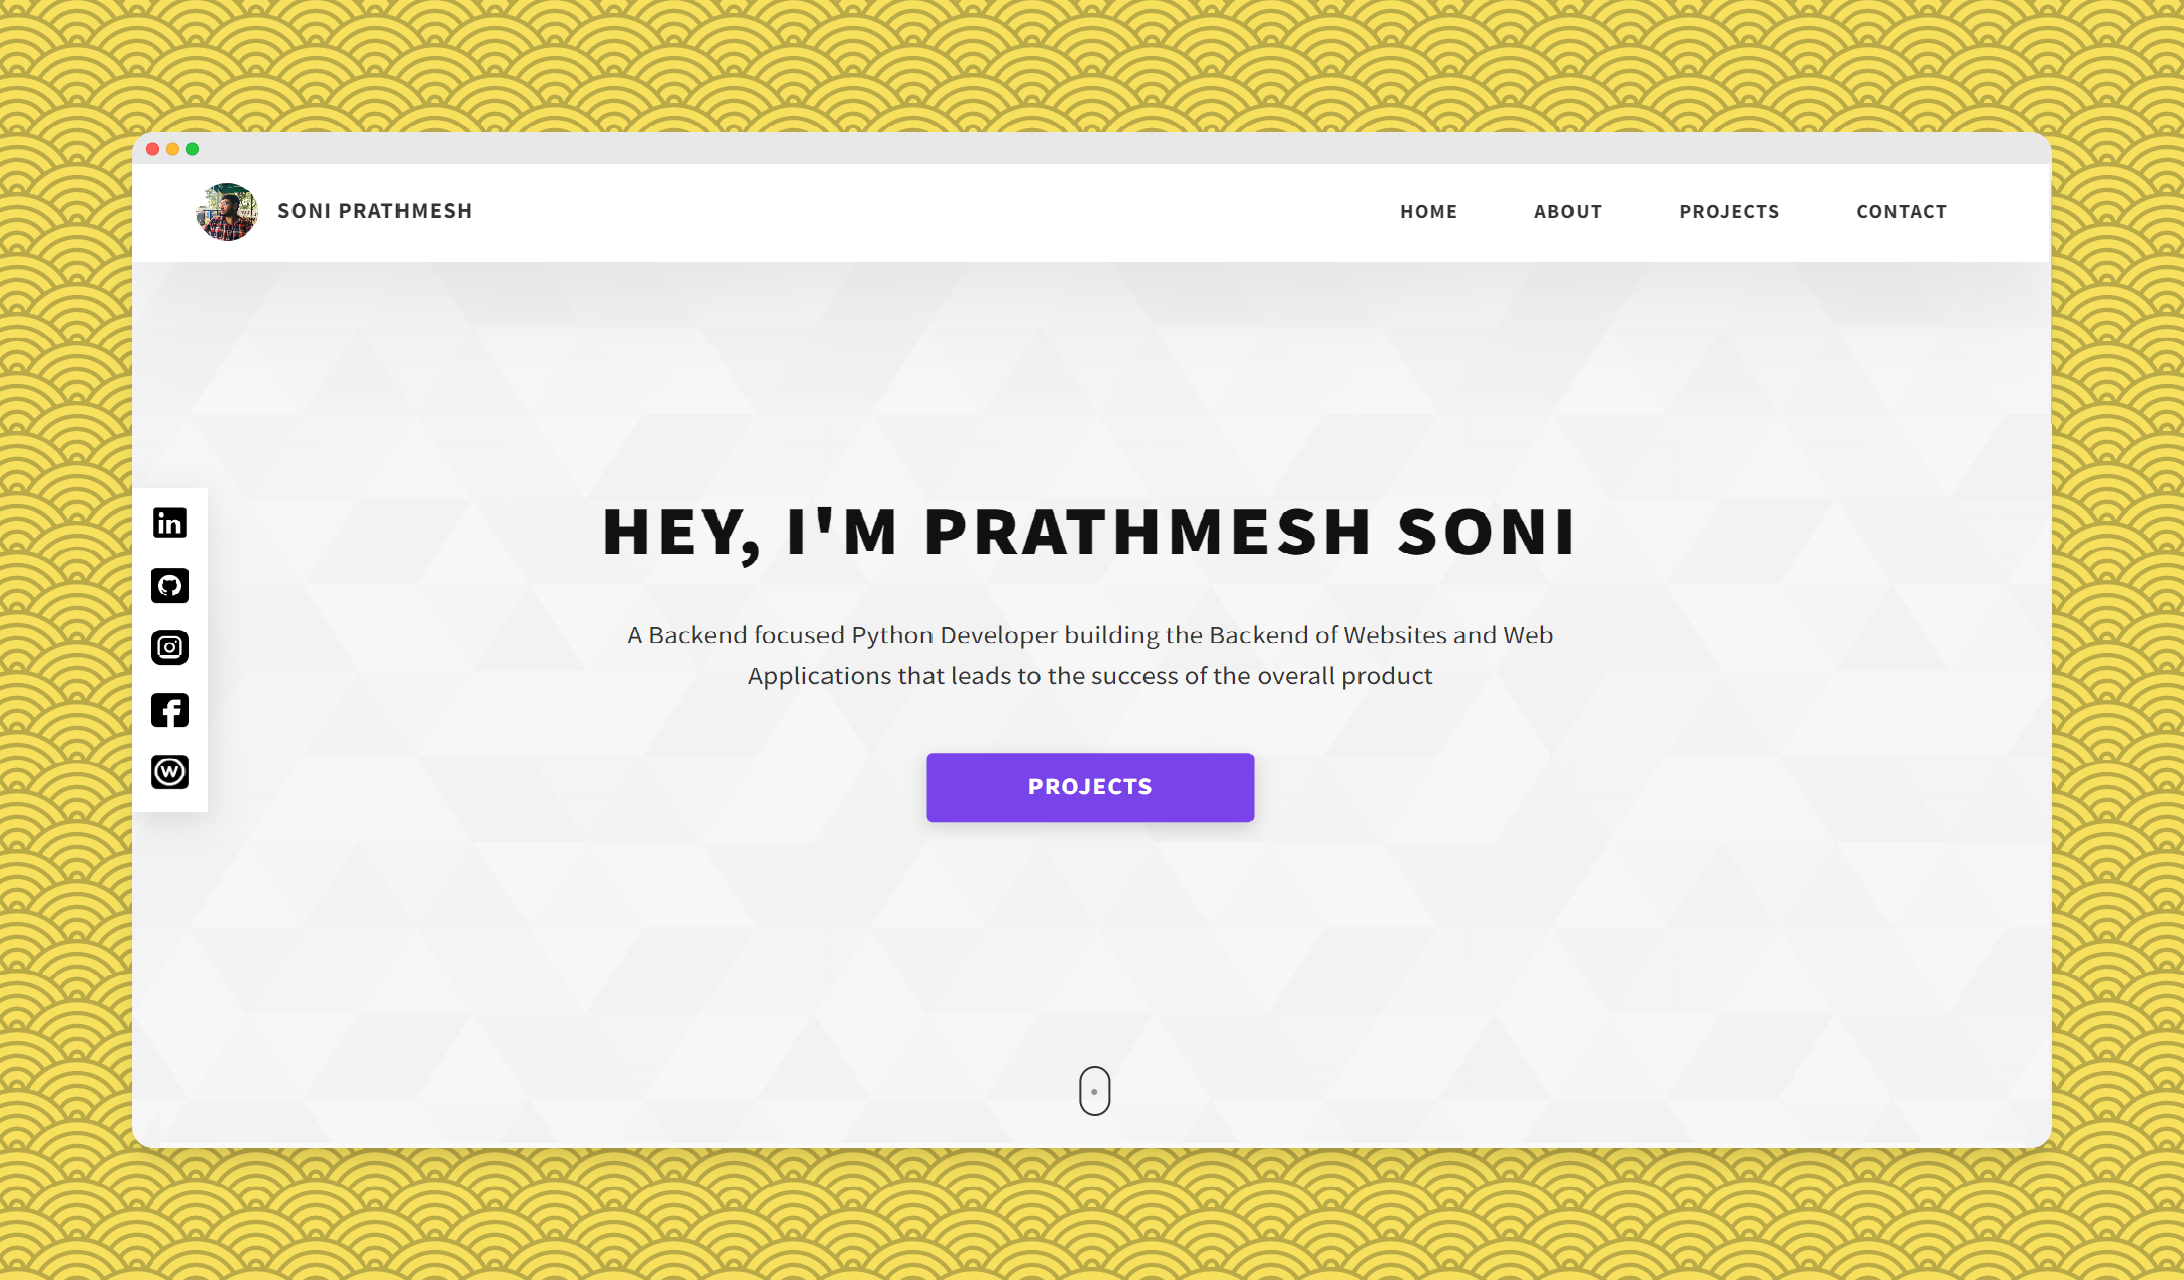 SONI PRATHMESH
HOME ABOUT PROJECTS CONTACT
in
W
HEY, I'M PRATHMESH SONI
A Backend focused Python Developer building the Backend of Websites and Web
Applications that leads to the success of the overall product
PROJECTS